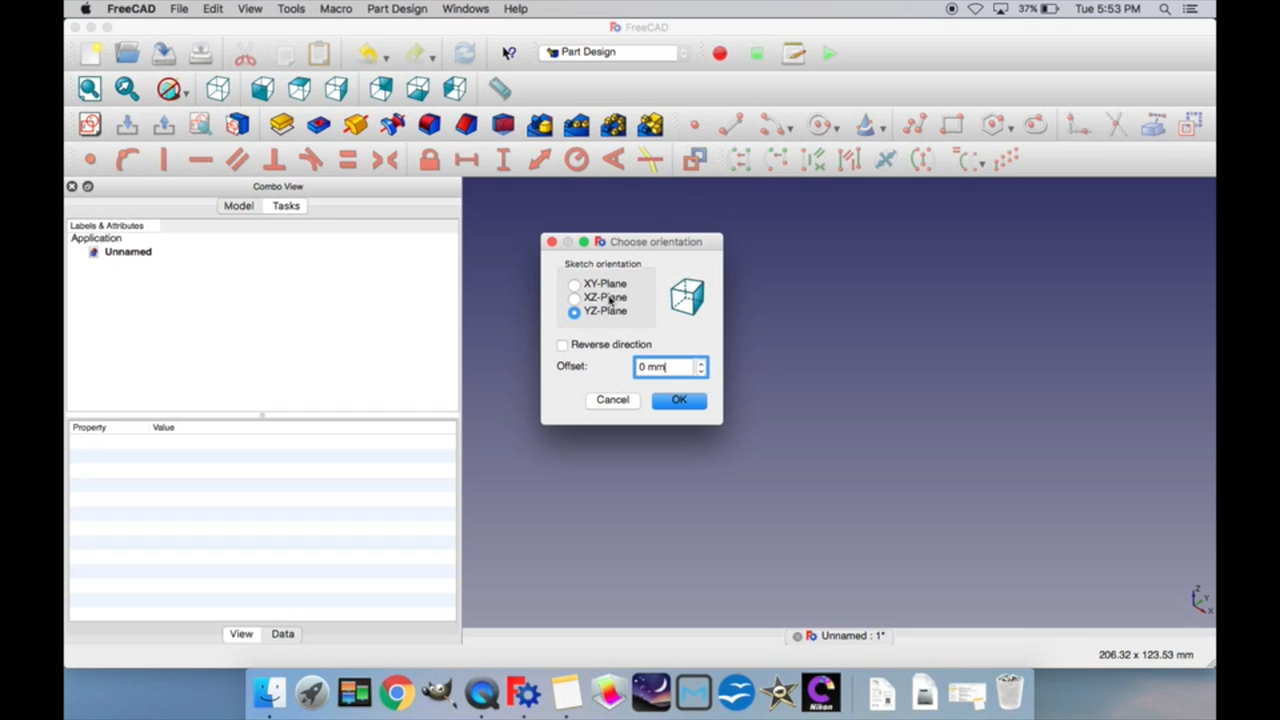 FreeCAD File Edit View Tools Macro Part Design Windows Help 37% Tue 5:53 PM
FreeCAD
Part Design
Combo View
Model Tasks
Labels & Attributes
Application
Unnamed
Choose orientation
Sketch orientation
XY-Plane
XZ-Plane
YZ-Plane
Reverse direction
Offset: 0 mm
Cancel OK
Property Value
View Data
Z
Y
X
Unnamed : 1*
206.32 x 123.53 mm
Nikon